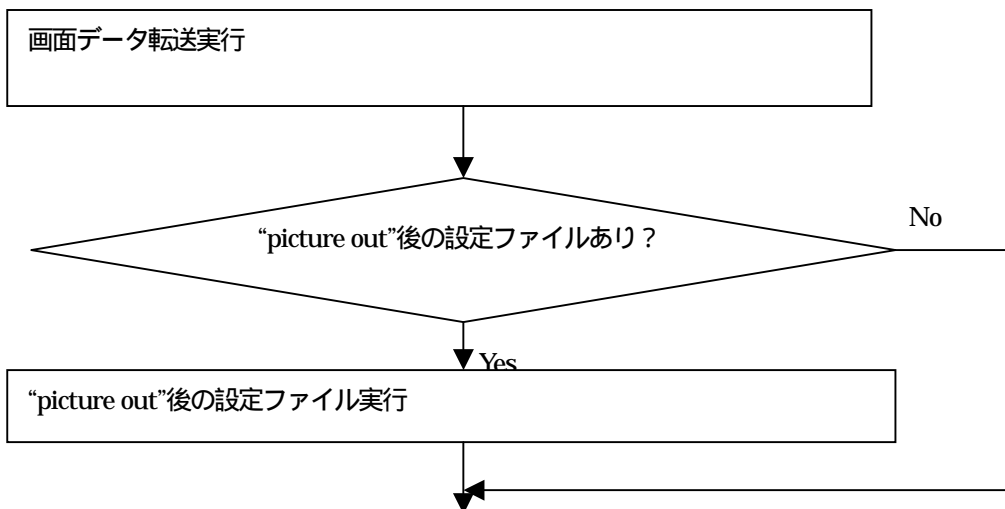 画面データ転送実行
“picture out”後の設定ファイルあり？
No
Yes
“picture out”後の設定ファイル実行